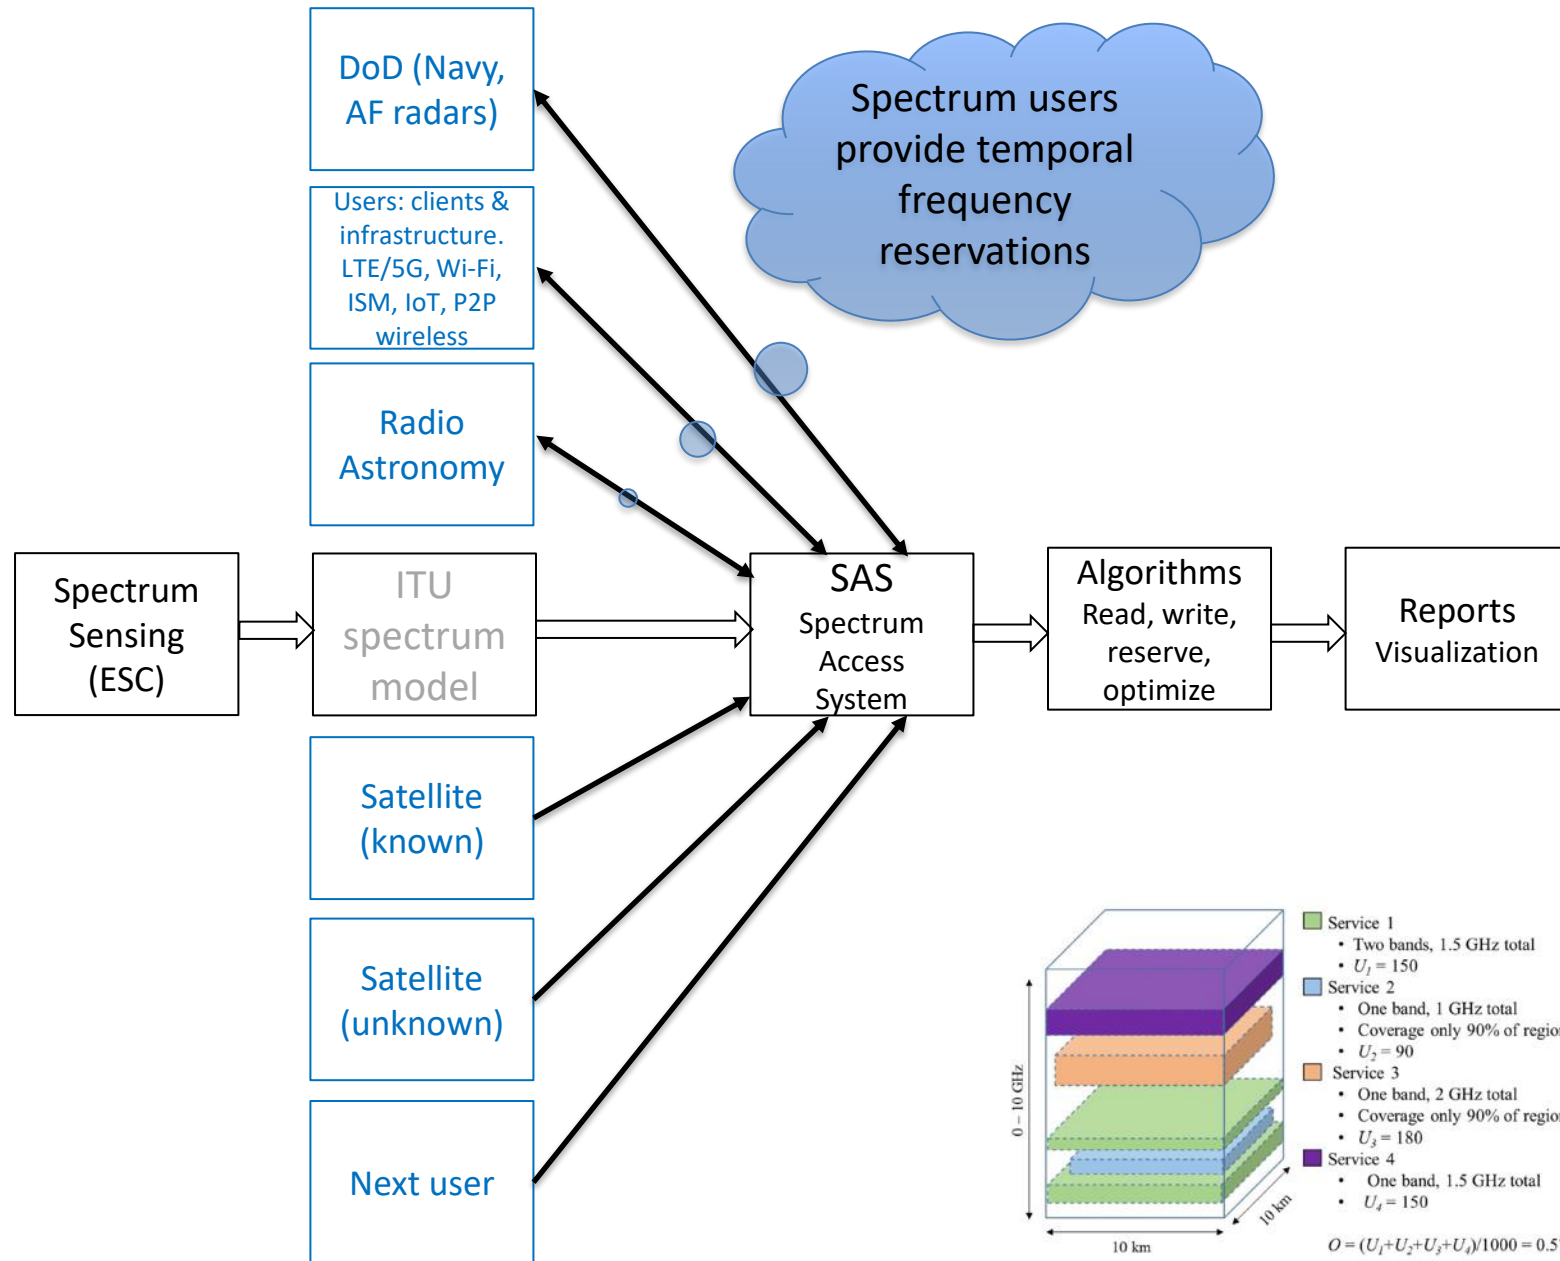 DoD (Navy,
AF radars)
Spectrum users
provide temporal
frequency
reservations
Users: clients &
infrastructure.
LTE/5G, Wi-Fi,
ISM, IoT, P2P
wireless
Radio
Astronomy
Spectrum
Sensing
(ESC)
ITU
spectrum
model
SAS
Spectrum
Access
System
Algorithms
Read, write,
reserve,
optimize
Reports
Visualization
Satellite
(known)
Satellite
(unknown)
Next user
0 – 10 GHz
10 km
10 km
Service 1
• Two bands, 1.5 GHz total
• U₁ = 150
Service 2
• One band, 1 GHz total
• Coverage only 90% of region
• U₂ = 90
Service 3
• One band, 2 GHz total
• Coverage only 90% of region
• U₃ = 180
Service 4
• One band, 1.5 GHz total
• U₄ = 150
O = (U₁+U₂+U₃+U₄)/1000 = 0.5